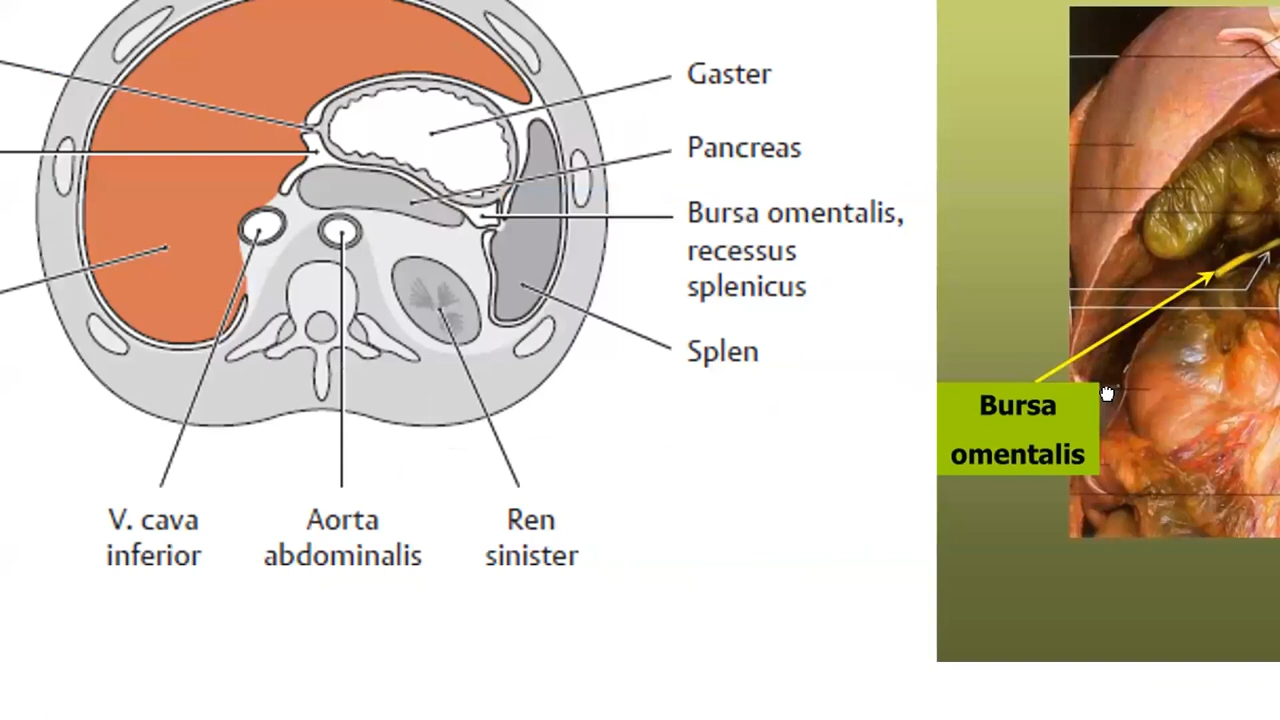 Gaster
Pancreas
Bursa omentalis,
recessus
splenicus
Splen
V. cava
inferior
Aorta
abdominalis
Ren
sinister
Bursa
omentalis